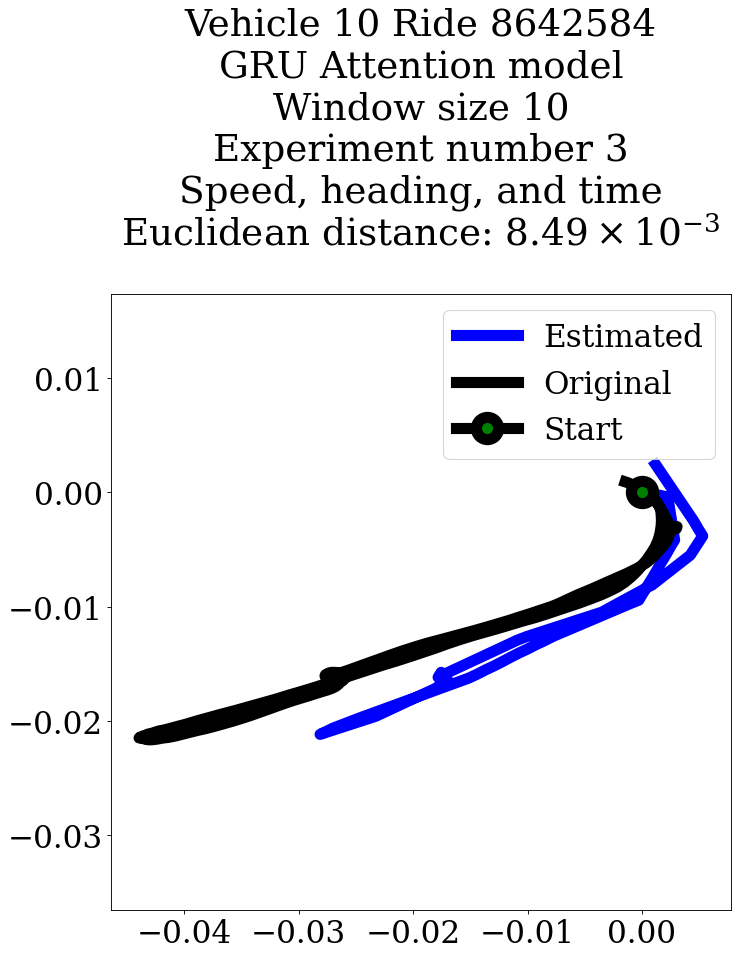 Vehicle 10 Ride 8642584
GRU Attention model
Window size 10
Experiment number 3
Speed, heading, and time
Euclidean distance: 8.49 × 10⁻³
Estimated
Original
Start
0.01
0.00
−0.01
−0.02
−0.03
−0.04 −0.03 −0.02 −0.01 0.00